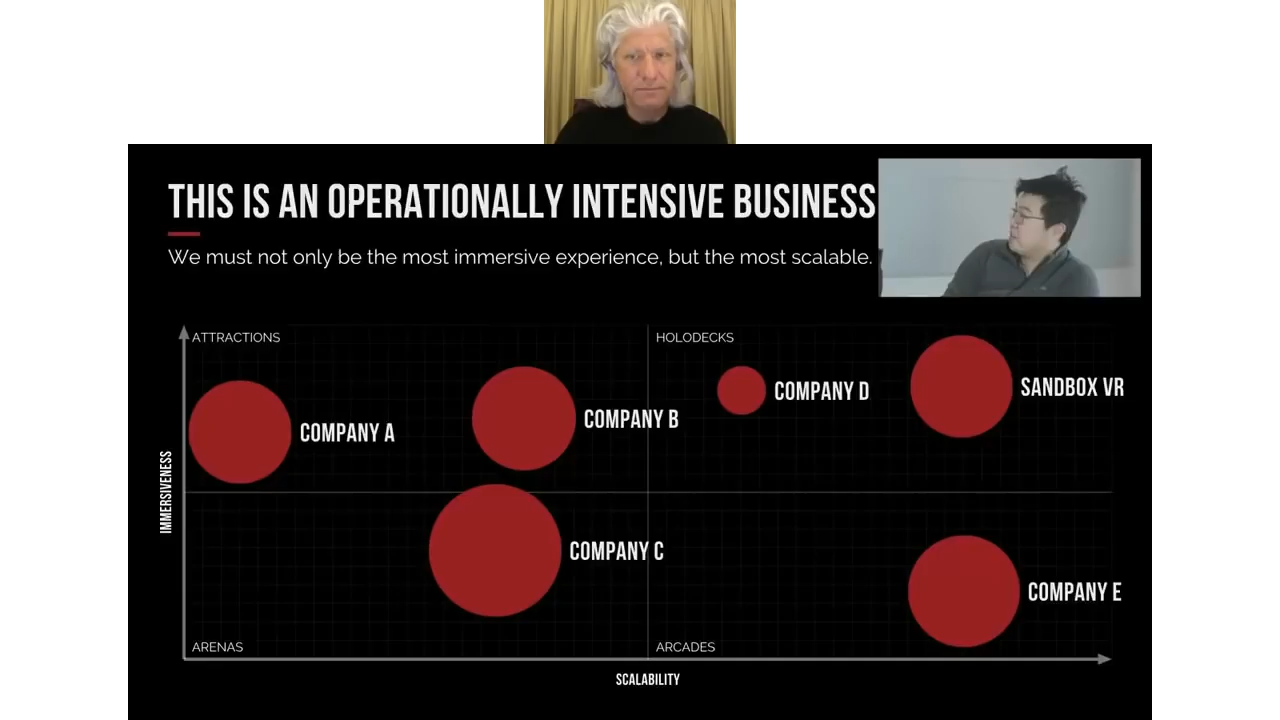 THIS IS AN OPERATIONALLY INTENSIVE BUSINESS
We must not only be the most immersive experience, but the most scalable.
ATTRACTIONS
HOLODECKS
COMPANY D
SANDBOX VR
COMPANY B
COMPANY A
IMMERSIVENESS
COMPANY C
COMPANY E
ARENAS
ARCADES
SCALABILITY